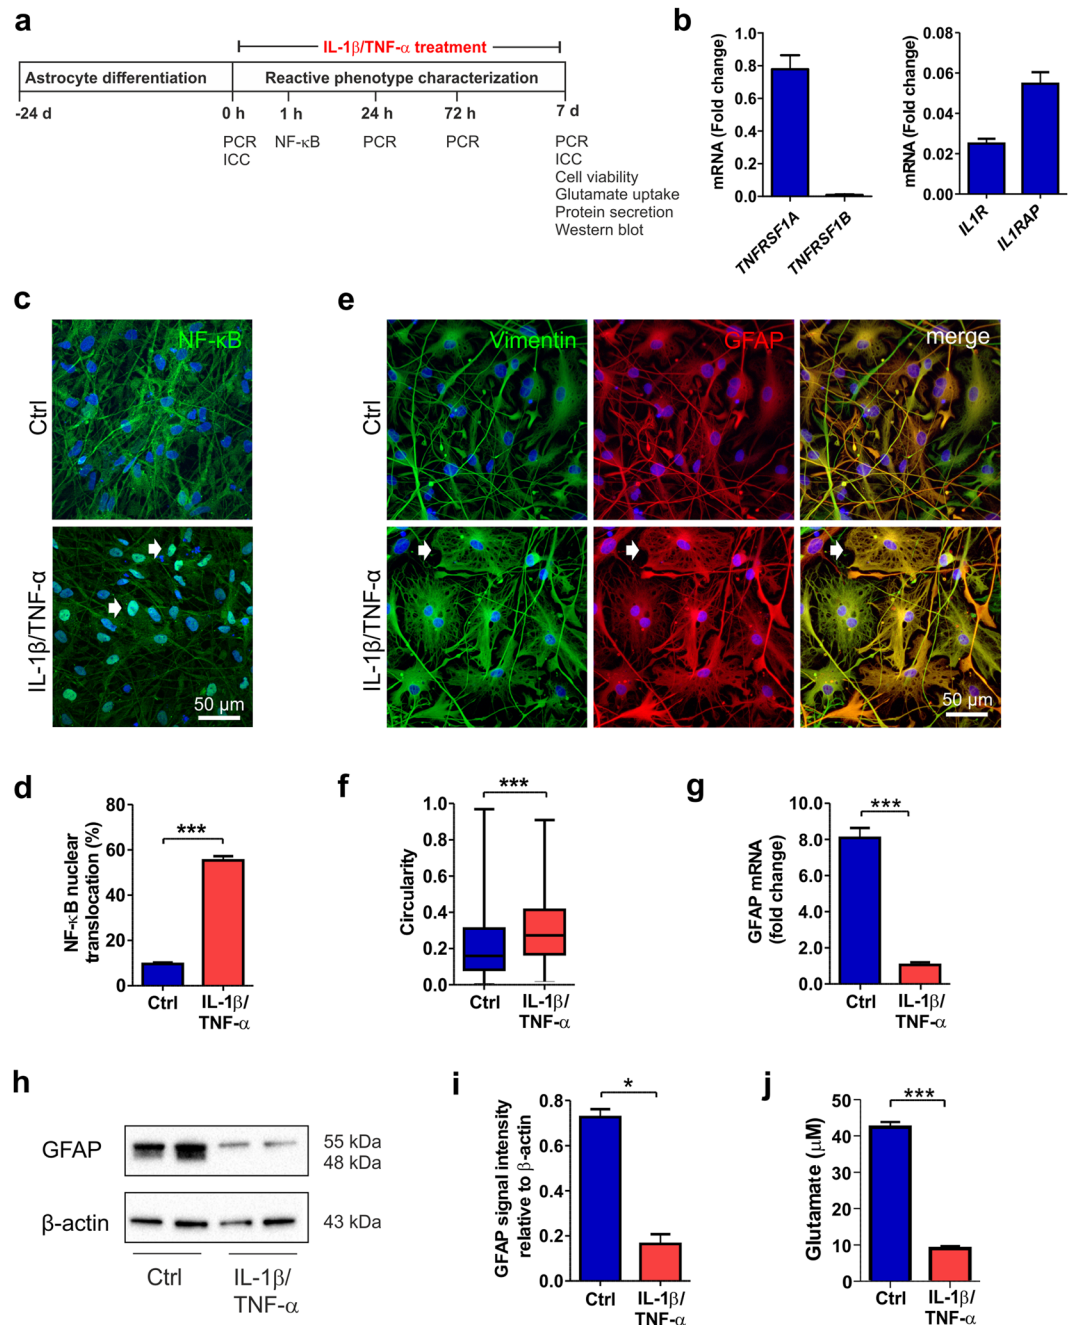 a
IL-1β/TNF-α treatment
Astrocyte differentiation
Reactive phenotype characterization
-24 d
0 h
1 h
24 h
72 h
7 d
PCR
ICC
NF-κB
PCR
PCR
PCR
ICC
Cell viability
Glutamate uptake
Protein secretion
Western blot
b
mRNA (Fold change)
1.0
0.8
0.6
0.4
0.2
0.0
TNFRSF1A
TNFRSF1B
mRNA (Fold change)
0.08
0.06
0.04
0.02
0.00
IL1R
IL1RAP
c
Ctrl
NF-κB
IL-1β/TNF-α
50 μm
e
Ctrl
Vimentin
GFAP
merge
IL-1β/TNF-α
50 μm
d
NF-κB nuclear
translocation (%)
80
60
40
20
0
***
Ctrl
IL-1β/
TNF-α
f
Circularity
1.0
0.8
0.6
0.4
0.2
0.0
***
Ctrl
IL-1β/
TNF-α
g
GFAP mRNA
(fold change)
10.0
8.0
6.0
4.0
2.0
0.0
***
Ctrl
IL-1β/
TNF-α
h
GFAP
55 kDa
48 kDa
β-actin
43 kDa
Ctrl
IL-1β/
TNF-α
i
GFAP signal intensity
relative to β-actin
0.8
0.6
0.4
0.2
0.0
*
Ctrl
IL-1β/
TNF-α
j
Glutamate (μM)
50
40
30
20
10
0
***
Ctrl
IL-1β/
TNF-α